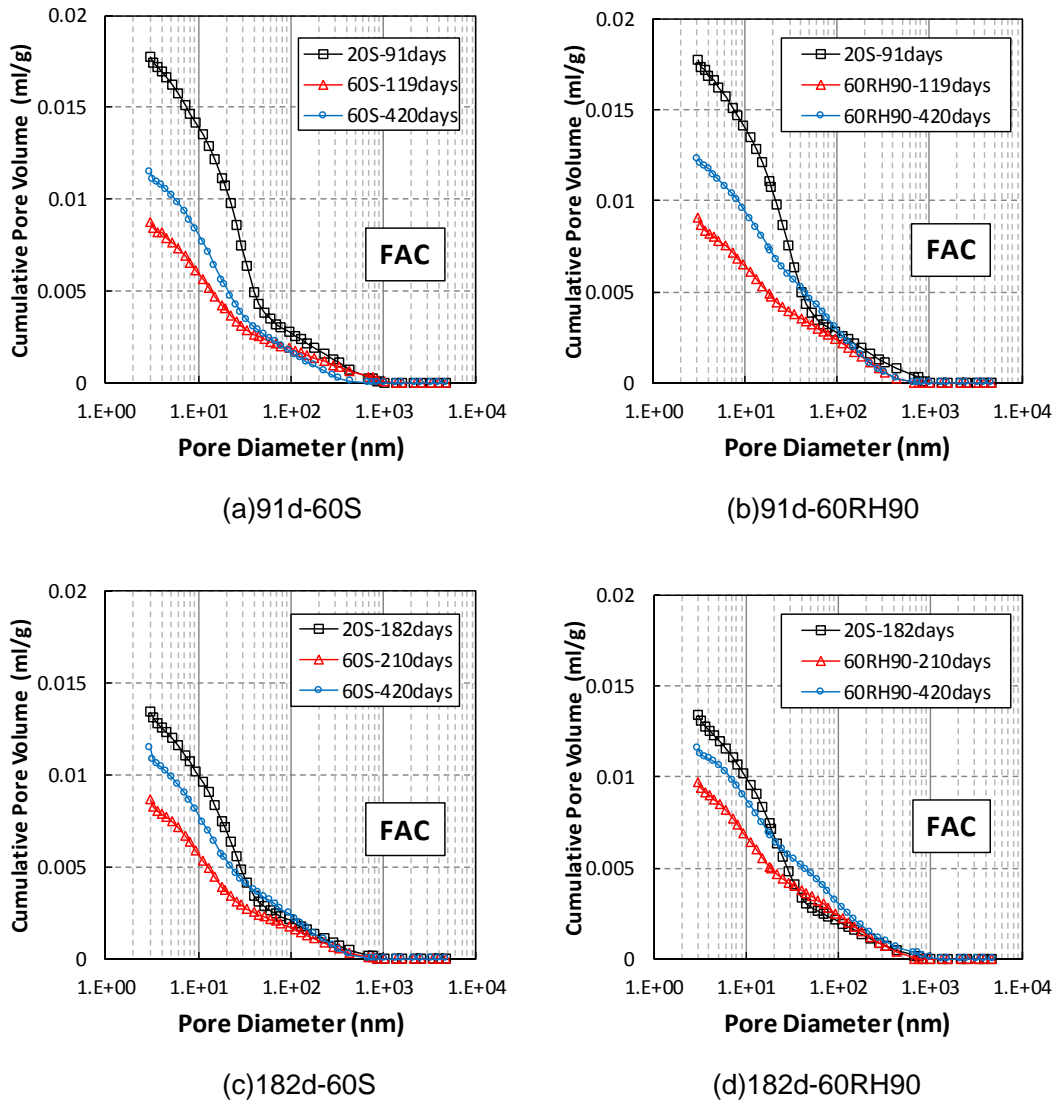 0.02
0.015
0.01
0.005
0
Cumulative Pore Volume (ml/g)
20S-91days
60S-119days
60S-420days
FAC
1.E+00 1.E+01 1.E+02 1.E+03 1.E+04
Pore Diameter (nm)
(a)91d-60S
0.02
0.015
0.01
0.005
0
Cumulative Pore Volume (ml/g)
20S-91days
60RH90-119days
60RH90-420days
FAC
1.E+00 1.E+01 1.E+02 1.E+03 1.E+04
Pore Diameter (nm)
(b)91d-60RH90
0.02
0.015
0.01
0.005
0
Cumulative Pore Volume (ml/g)
20S-182days
60S-210days
60S-420days
FAC
1.E+00 1.E+01 1.E+02 1.E+03 1.E+04
Pore Diameter (nm)
(c)182d-60S
0.02
0.015
0.01
0.005
0
Cumulative Pore Volume (ml/g)
20S-182days
60RH90-210days
60RH90-420days
FAC
1.E+00 1.E+01 1.E+02 1.E+03 1.E+04
Pore Diameter (nm)
(d)182d-60RH90